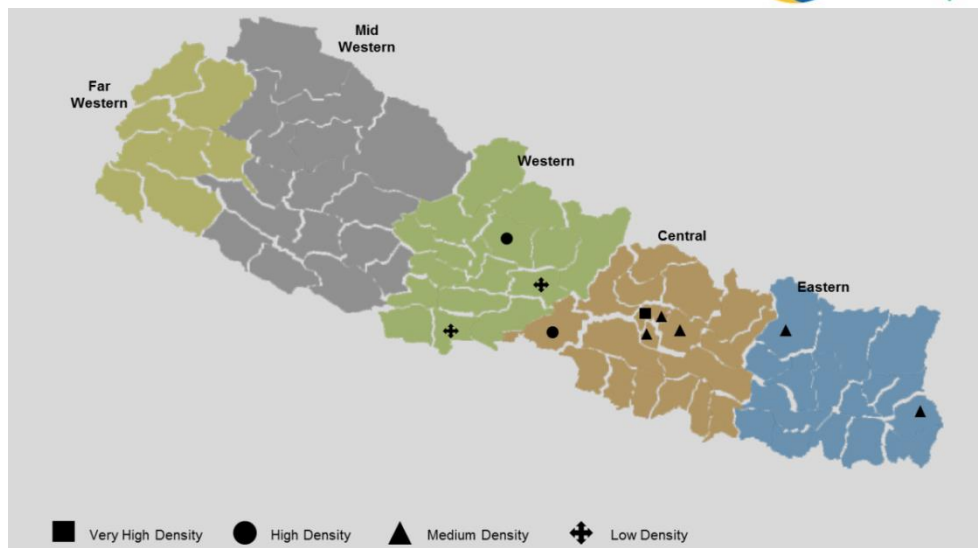 Mid
Western
Far
Western
Western
Central
Eastern
Very High Density
High Density
Medium Density
Low Density